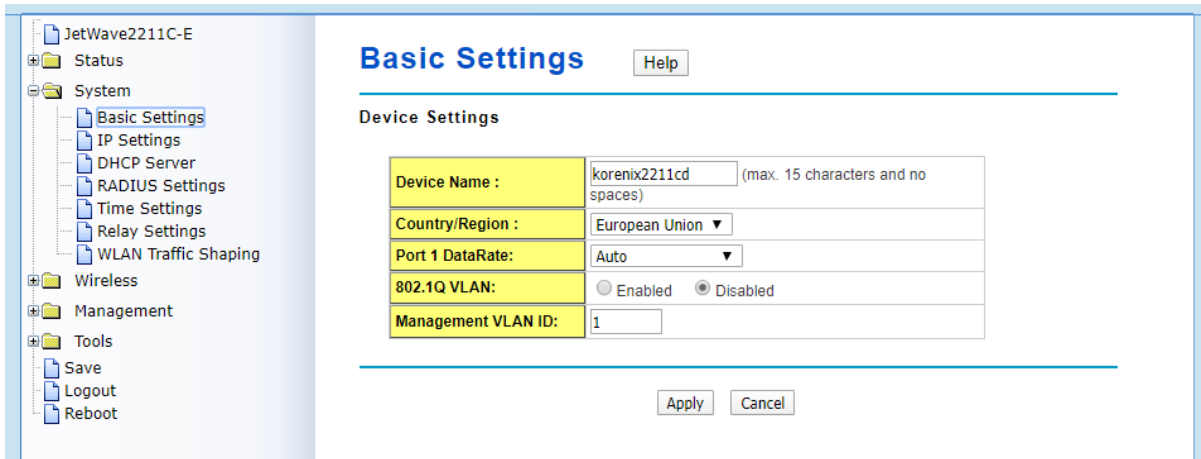 JetWave2211C-E
Status
System
Basic Settings
IP Settings
DHCP Server
RADIUS Settings
Time Settings
Relay Settings
WLAN Traffic Shaping
Wireless
Management
Tools
Save
Logout
Reboot
Basic Settings Help
Device Settings
Device Name : korenix2211cd (max. 15 characters and no
spaces)
Country/Region : European Union
Port 1 DataRate: Auto
802.1Q VLAN: Enabled Disabled
Management VLAN ID: 1
Apply Cancel